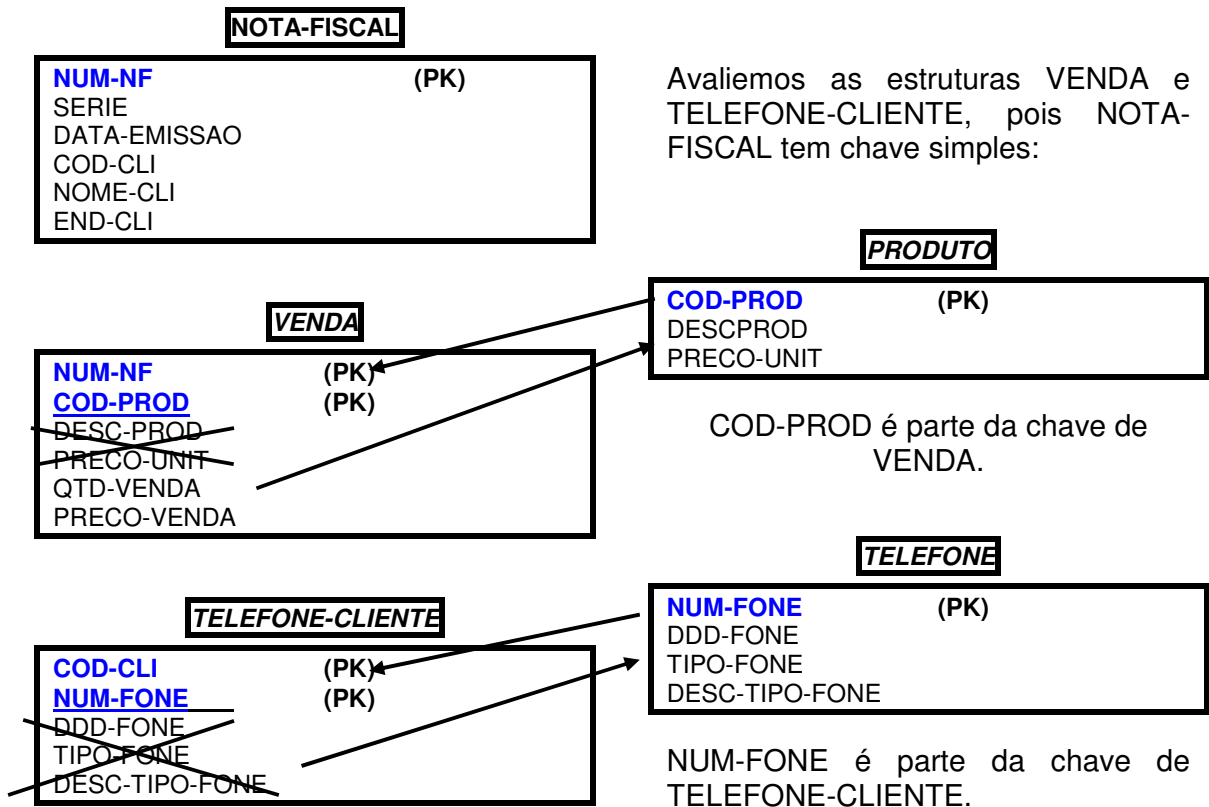 NOTA-FISCAL
NUM-NF (PK)
SERIE
DATA-EMISSAO
COD-CLI
NOME-CLI
END-CLI
Avaliemos as estruturas VENDA e
TELEFONE-CLIENTE, pois NOTA-
FISCAL tem chave simples:
PRODUTO
COD-PROD (PK)
DESCPROD
PRECO-UNIT
COD-PROD é parte da chave de
VENDA.
VENDA
NUM-NF (PK)
COD-PROD (PK)
DESC-PROD
PRECO-UNIT
QTD-VENDA
PRECO-VENDA
TELEFONE
NUM-FONE (PK)
DDD-FONE
TIPO-FONE
DESC-TIPO-FONE
NUM-FONE é parte da chave de
TELEFONE-CLIENTE.
TELEFONE-CLIENTE
COD-CLI (PK)
NUM-FONE (PK)
DDD-FONE
TIPO-FONE
DESC-TIPO-FONE